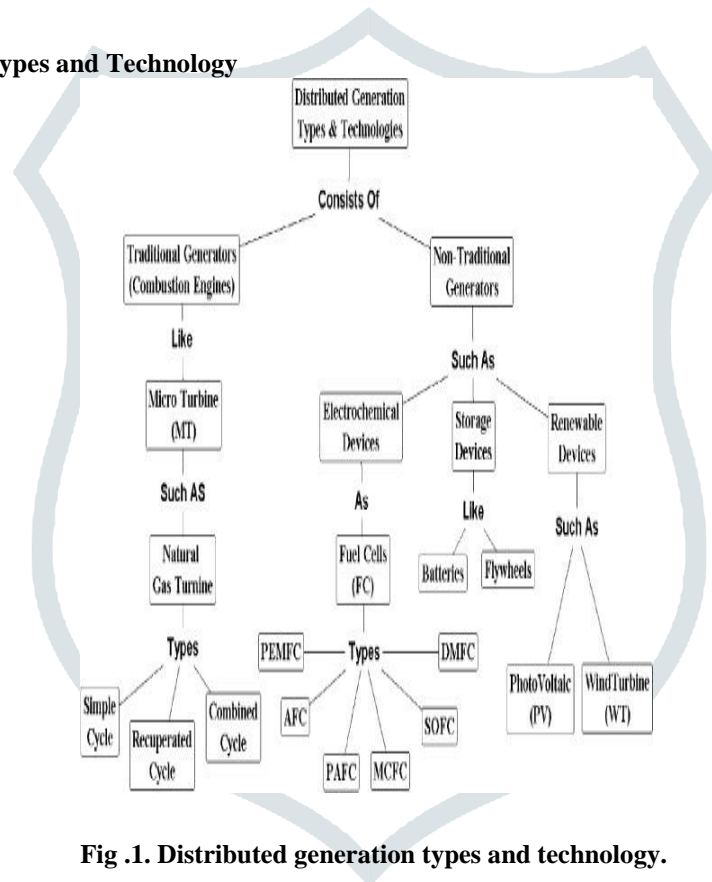 ypes and Technology
Distributed Generation
Types & Technologies
Consists Of
Traditional Generators
(Combustion Engines)
Non-Traditional
Generators
Like
Such As
Micro Turbine
(MT)
Electrochemical
Devices
Storage
Devices
Renewable
Devices
Such AS
As
Like
Such As
Natural
Gas Turnine
Fuel Cells
(FC)
Batteries
Flywheels
Types
PEMFC
Types
DMFC
Simple
Cycle
Recuperated
Cycle
Combined
Cycle
AFC
PAFC
MCFC
SOFC
PhotoVoltaic
(PV)
WindTurbine
(WT)
Fig .1. Distributed generation types and technology.